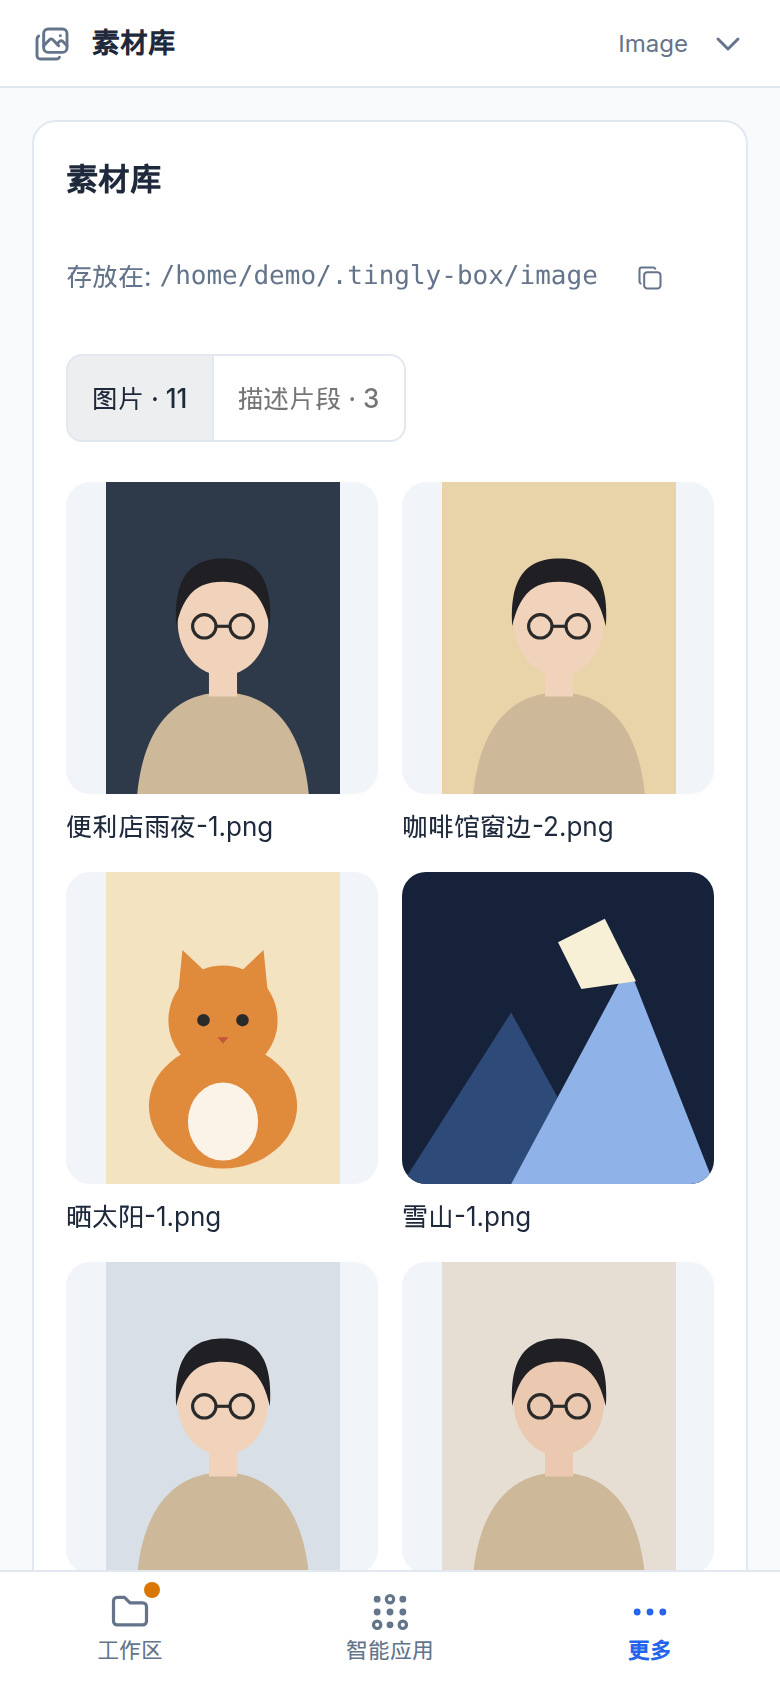 素材库
Image
素材库
存放在: /home/demo/.tingly-box/image
图片 · 11
描述片段 · 3
便利店雨夜-1.png
咖啡馆窗边-2.png
晒太阳-1.png
雪山-1.png
工作区
智能应用
更多